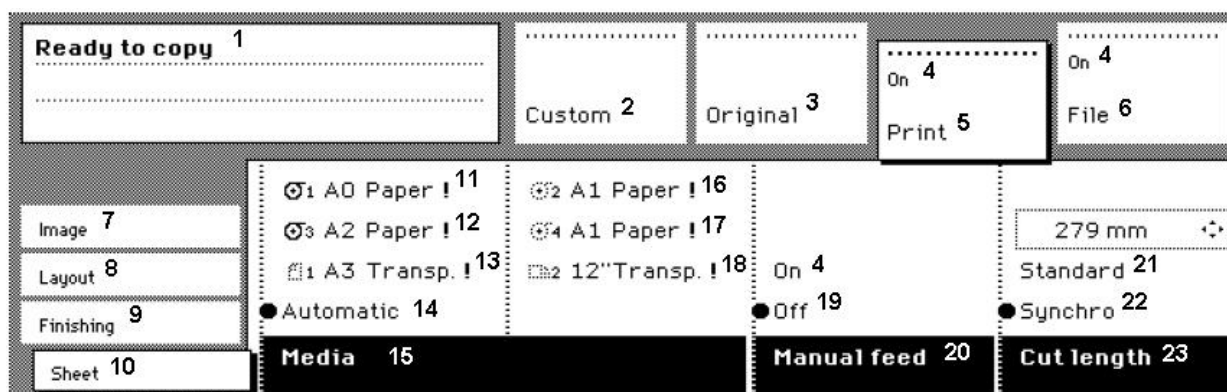 Ready to copy 1
Custom 2
Original 3
On 4
Print 5
On 4
File 6
Image 7
Layout 8
Finishing 9
Sheet 10
1 A0 Paper ! 11
3 A2 Paper ! 12
1 A3 Transp. ! 13
Automatic 14
Media 15
2 A1 Paper ! 16
4 A1 Paper ! 17
2 12"Transp. ! 18
On 4
Off 19
Manual feed 20
279 mm
Standard 21
Synchro 22
Cut length 23